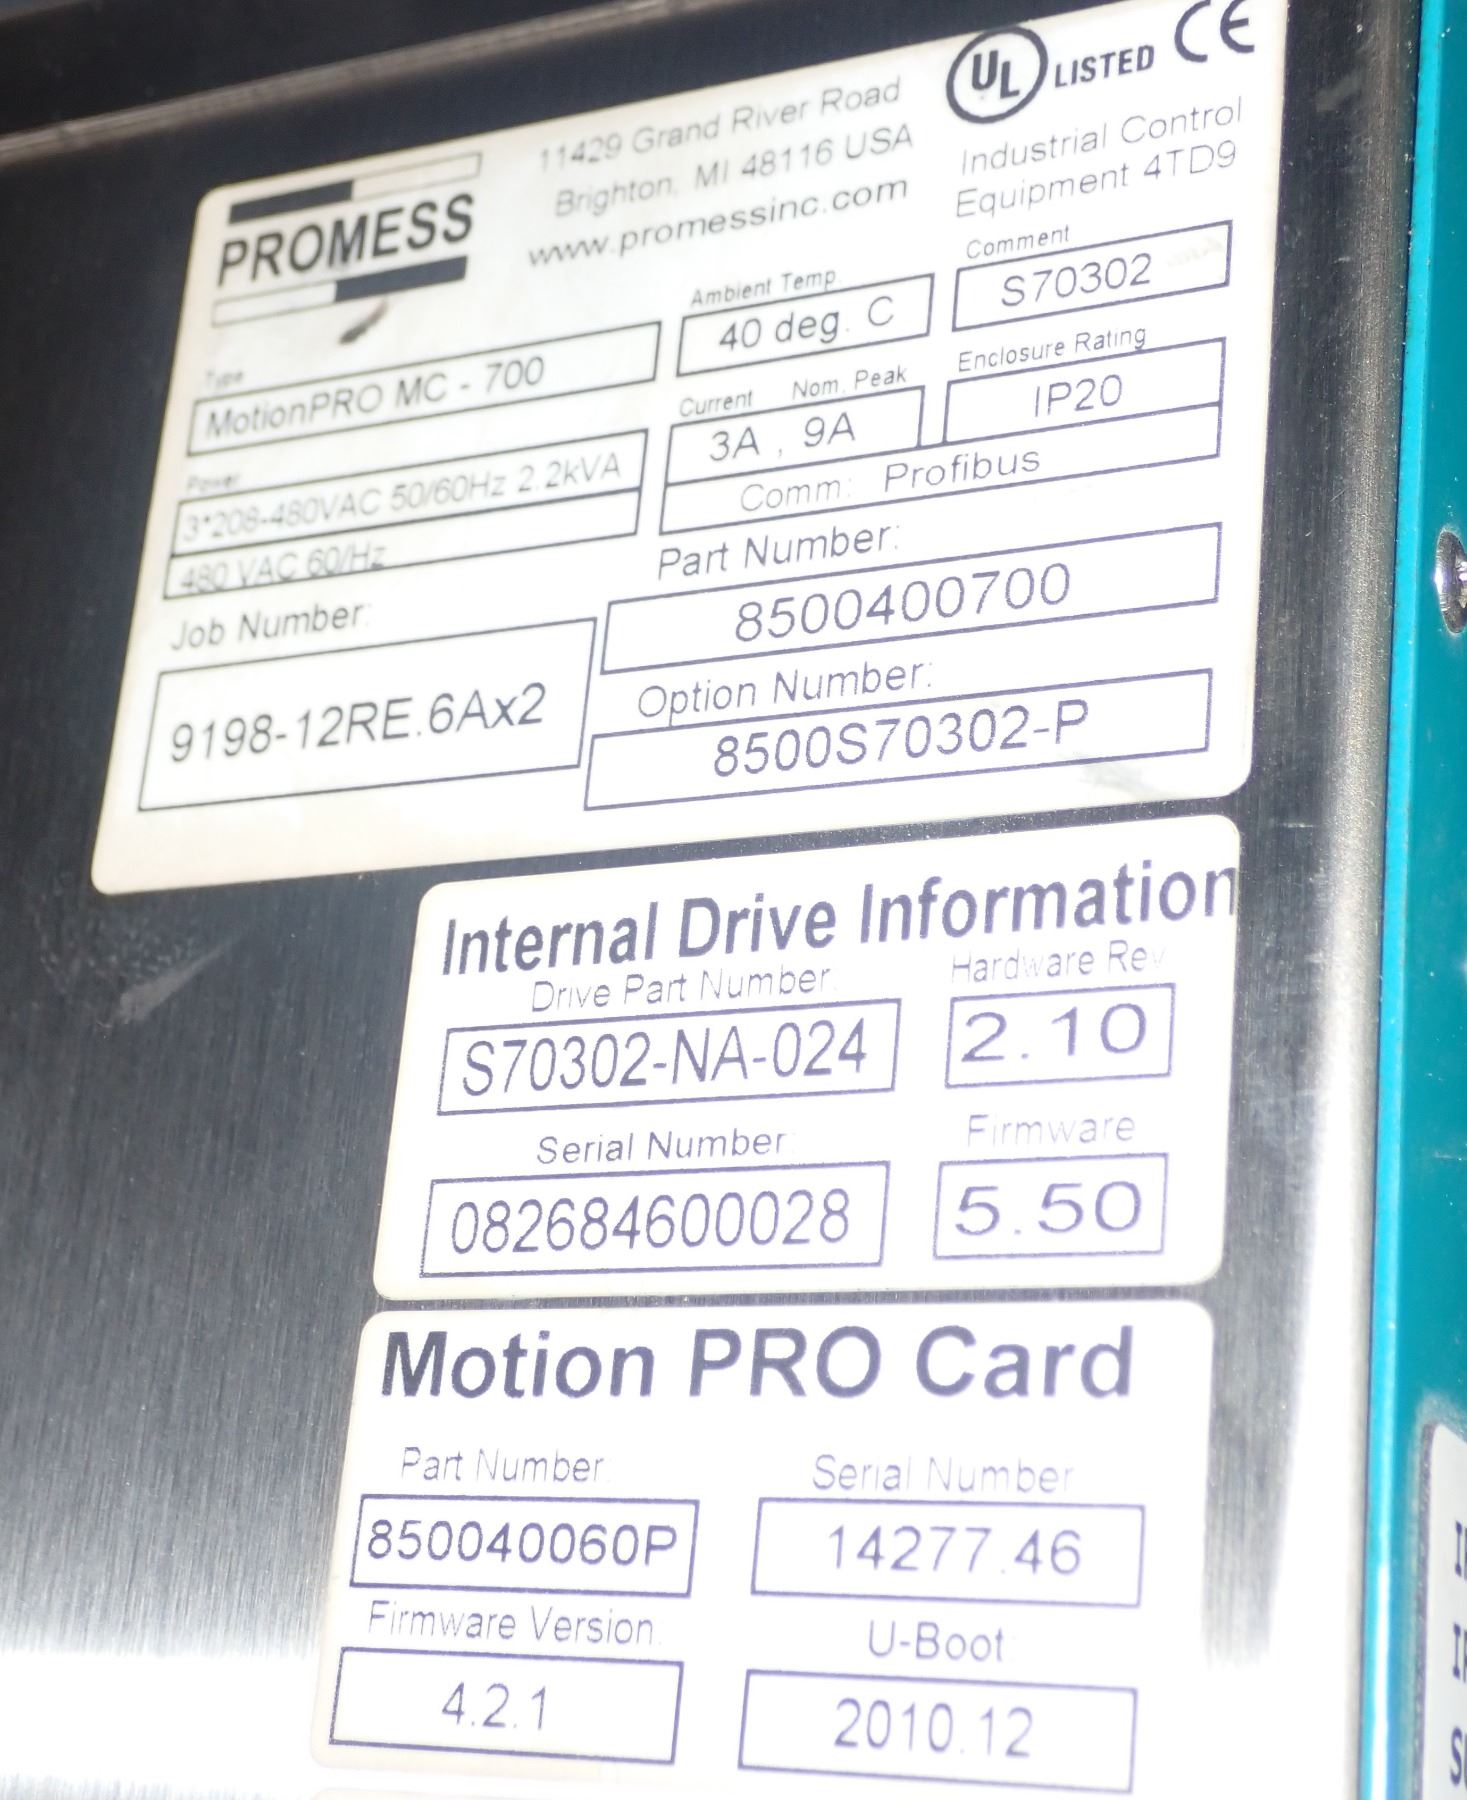 PROMESS
11429 Grand River Road
Brighton, MI 48116 USA
www.promessinc.com
UL LISTED CE
Industrial Control
Equipment 4TD9
Type
MotionPRO MC - 700
Ambient Temp.
40 deg. C
Comment
S70302
Power
3*208-480VAC 50/60Hz 2.2kVA
480 VAC 60/Hz
Current Nom. Peak
3A , 9A
Enclosure Rating
IP20
Comm: Profibus
Job Number:
9198-12RE.6Ax2
Part Number:
8500400700
Option Number:
8500S70302-P
Internal Drive Information
Drive Part Number
Hardware Rev
S70302-NA-024
2.10
Serial Number:
Firmware
082684600028
5.50
Motion PRO Card
Part Number
Serial Number
850040060P
14277.46
Firmware Version
U-Boot
4.2.1
2010.12